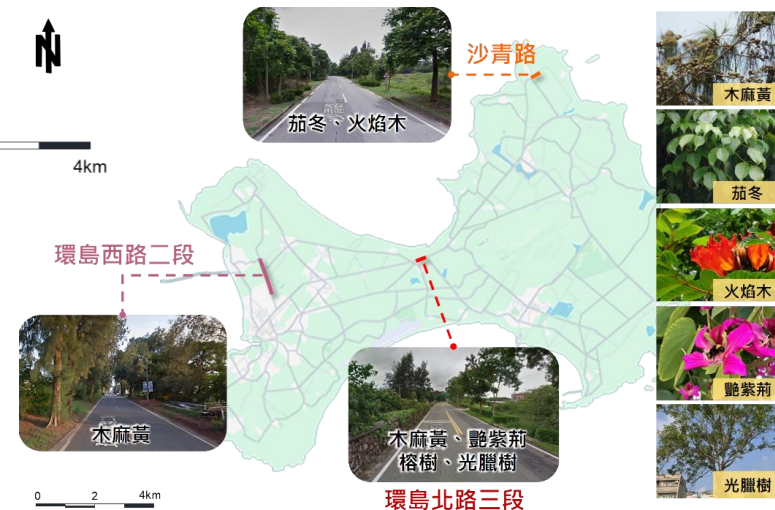 N
沙青路
木麻黃
茄冬、火焰木
4km
茄冬
環島西路二段
火焰木
艷紫荊
木麻黃
木麻黃、艷紫荊
榕樹、光臘樹
光臘樹
0 2 4km
環島北路三段